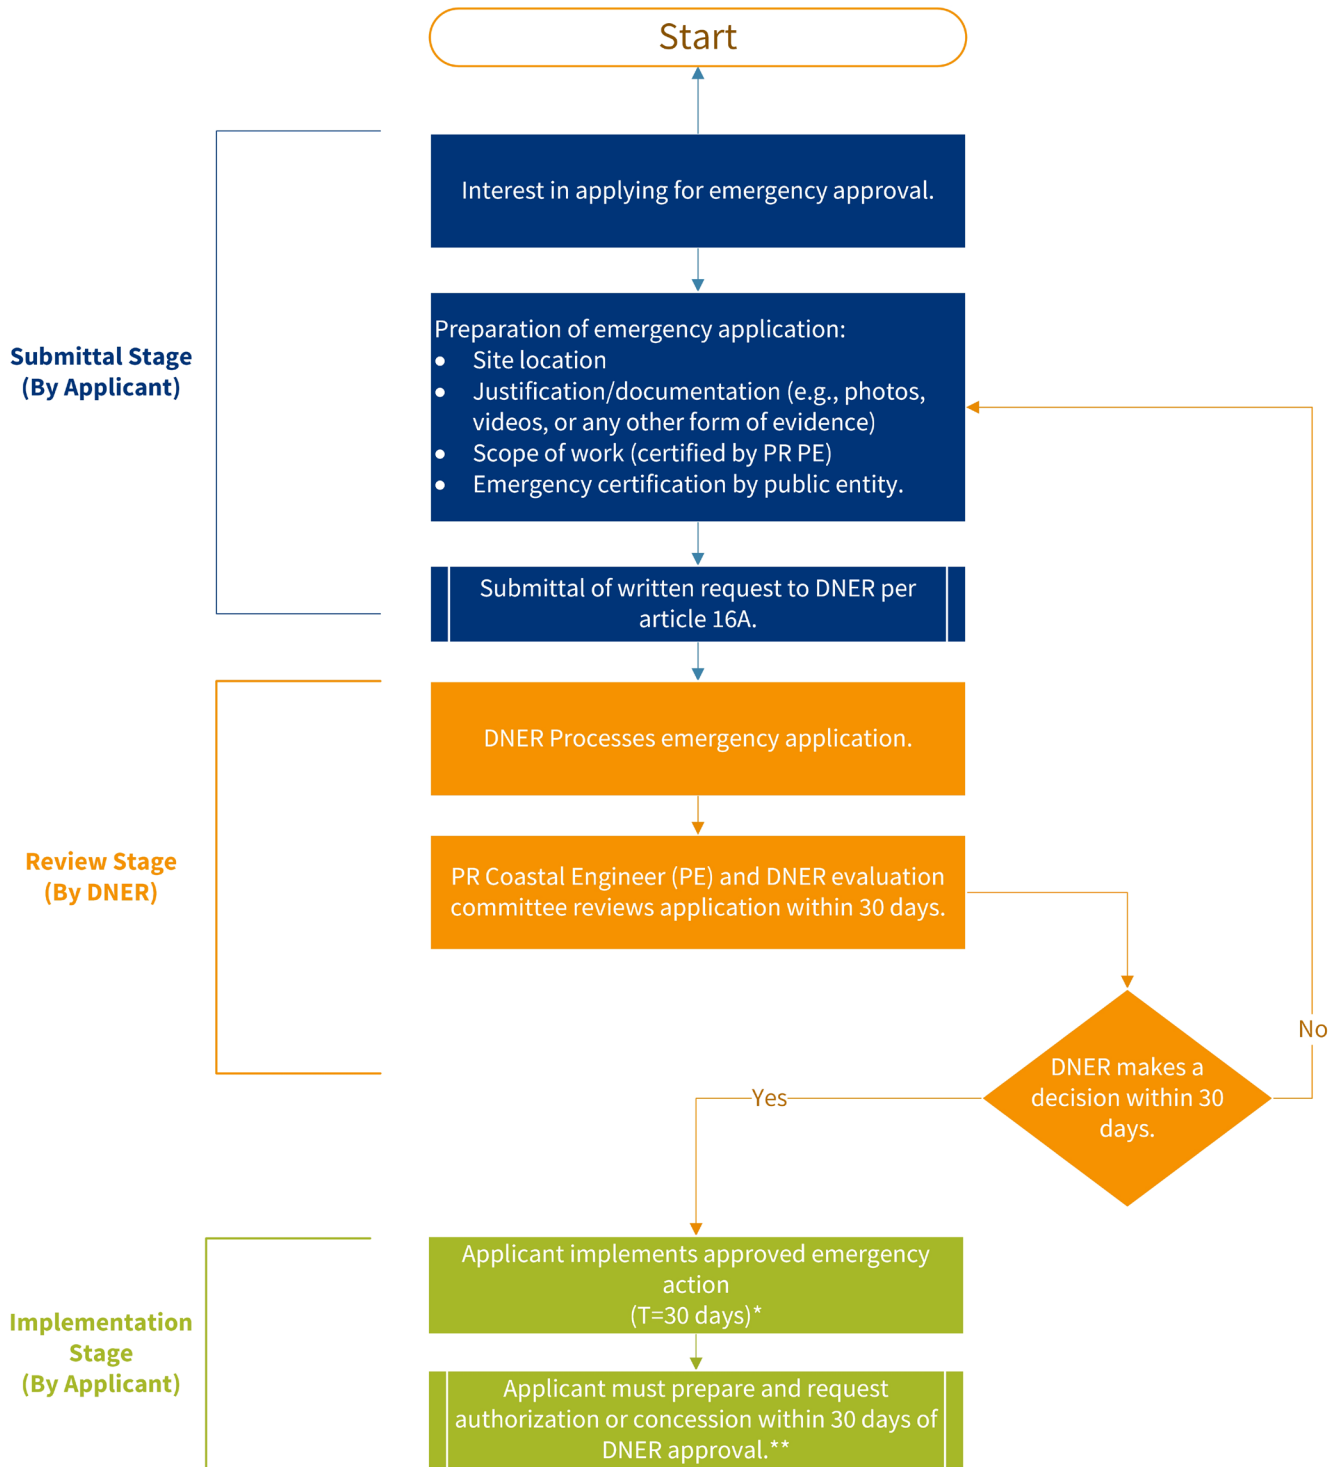 Start
Interest in applying for emergency approval.
Submittal Stage
(By Applicant)
Preparation of emergency application:
• Site location
• Justification/documentation (e.g., photos,
videos, or any other form of evidence)
• Scope of work (certified by PR PE)
• Emergency certification by public entity.
Submittal of written request to DNER per
article 16A.
DNER Processes emergency application.
Review Stage
(By DNER)
PR Coastal Engineer (PE) and DNER evaluation
committee reviews application within 30 days.
DNER makes a
decision within 30
days.
No
Yes
Implementation
Stage
(By Applicant)
Applicant implements approved emergency
action
(T=30 days)*
Applicant must prepare and request
authorization or concession within 30 days of
DNER approval.**